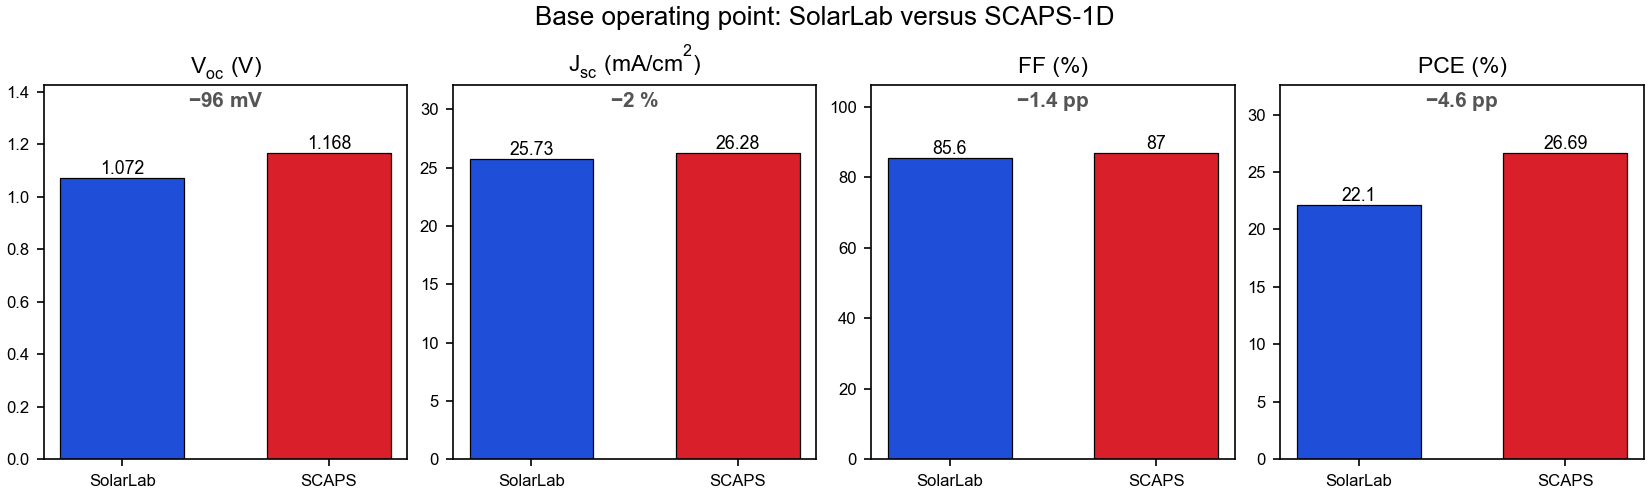 Base operating point: SolarLab versus SCAPS-1D
V_oc (V)
−96 mV
1.4
1.2
1.0
0.8
0.6
0.4
0.2
0.0
1.072
1.168
SolarLab
SCAPS
J_sc (mA/cm²)
−2 %
30
25
20
15
10
5
0
25.73
26.28
SolarLab
SCAPS
FF (%)
−1.4 pp
100
80
60
40
20
0
85.6
87
SolarLab
SCAPS
PCE (%)
−4.6 pp
30
25
20
15
10
5
0
22.1
26.69
SolarLab
SCAPS